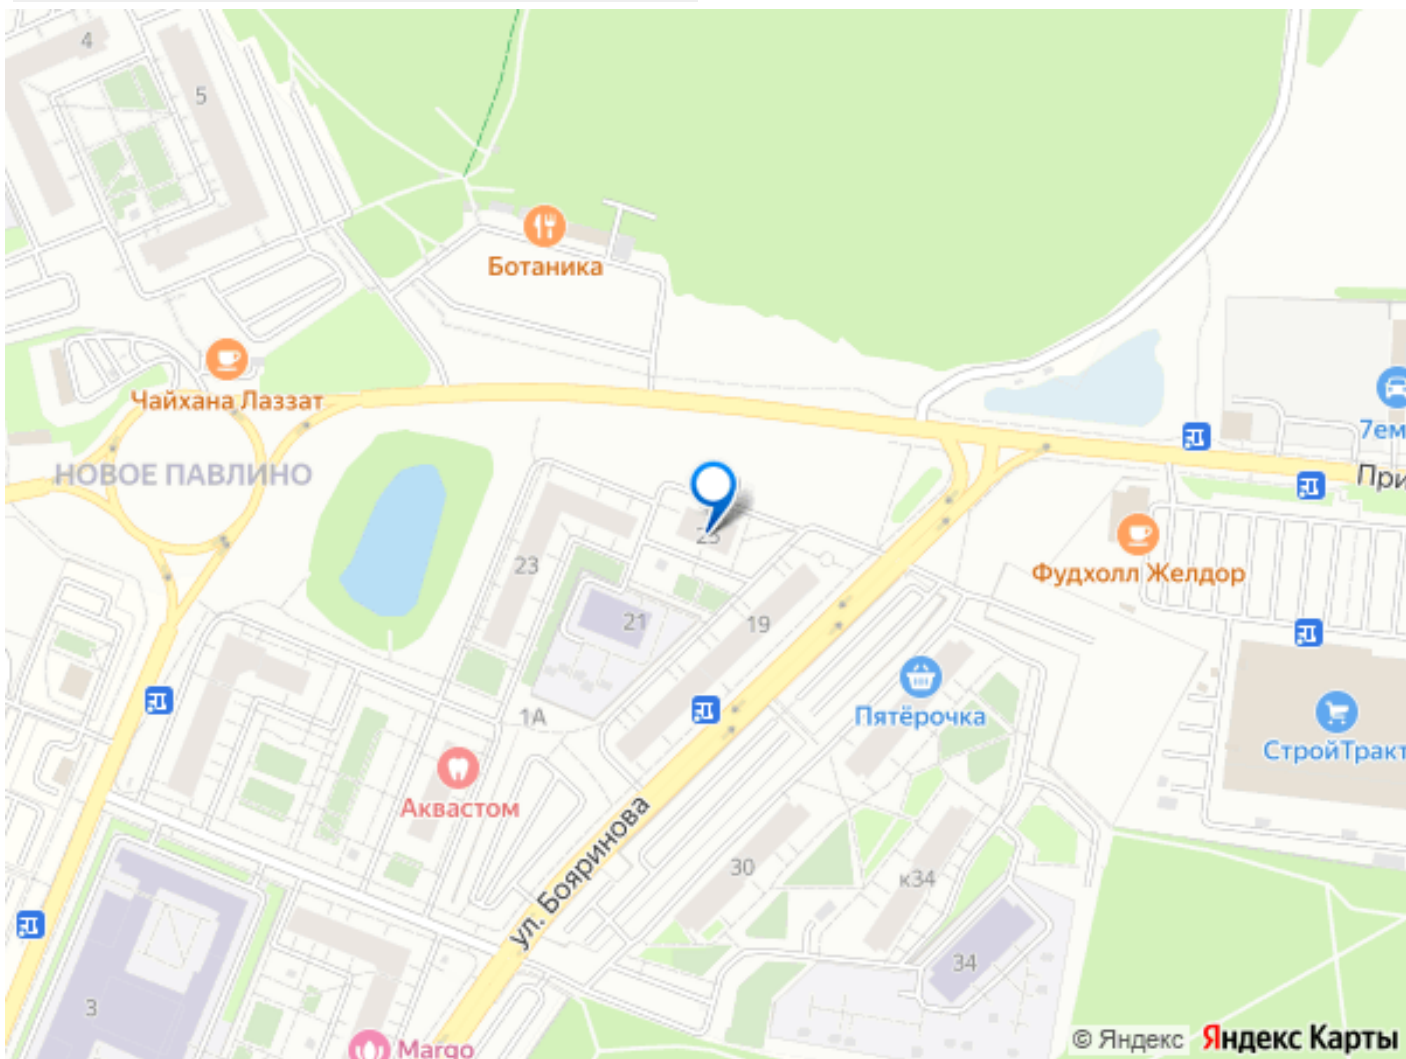 4
5
Ботаника
Чайхана Лаззат
7ем
НОВОЕ ПАВЛИНО
При
25
23
Фудхолл Желдор
21
19
1А
Пятёрочка
СтройТракт
Аквастом
ул. Бояринова
30
к34
34
3
Margo
© Яндекс Яндекс Карты